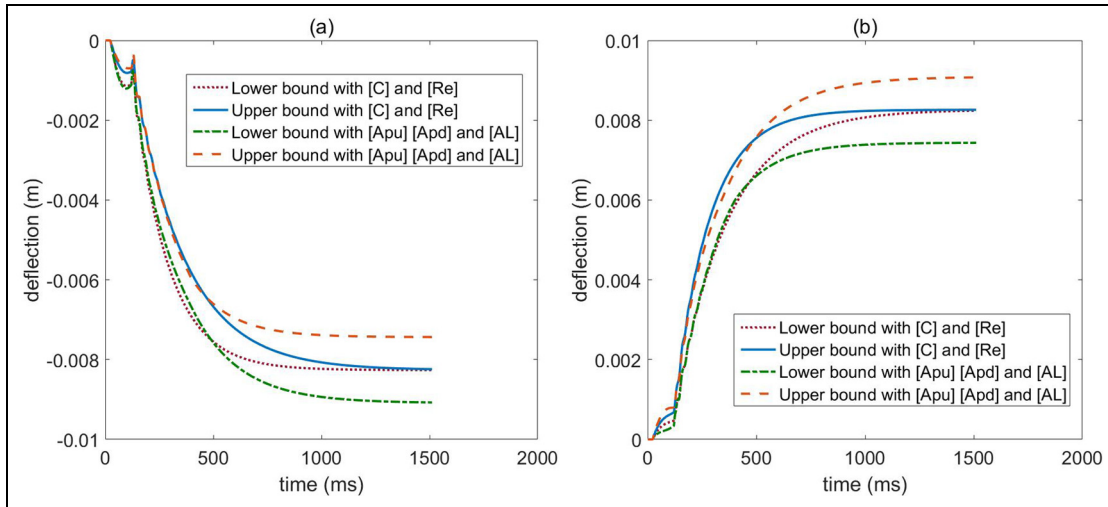 (a)
0
-0.002
-0.004
-0.006
-0.008
-0.01
deflection (m)
Lower bound with [C] and [Re]
Upper bound with [C] and [Re]
Lower bound with [Apu] [Apd] and [AL]
Upper bound with [Apu] [Apd] and [AL]
0 500 1000 1500 2000
time (ms)
(b)
0.01
0.008
0.006
0.004
0.002
0
deflection (m)
Lower bound with [C] and [Re]
Upper bound with [C] and [Re]
Lower bound with [Apu] [Apd] and [AL]
Upper bound with [Apu] [Apd] and [AL]
0 500 1000 1500 2000
time (ms)